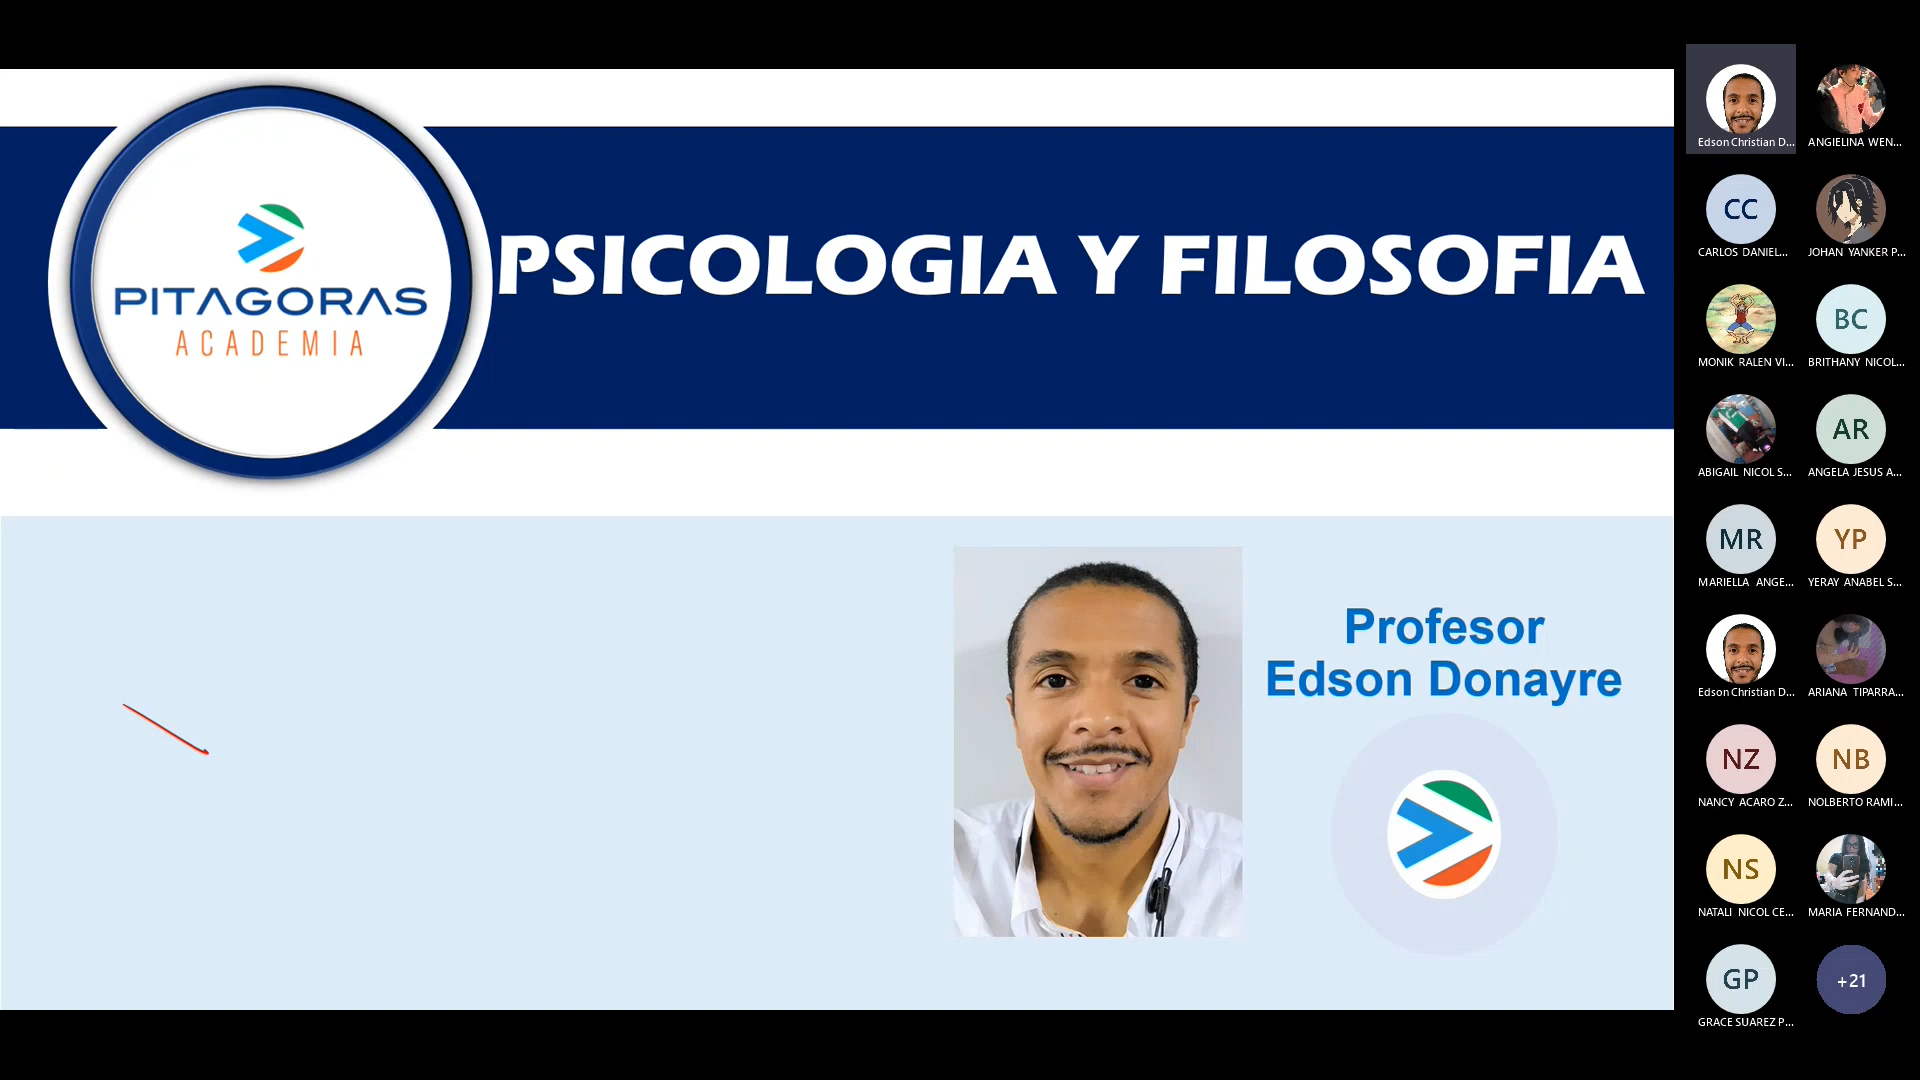 PITAGORAS
ACADEMIA
PSICOLOGIA Y FILOSOFIA
Profesor
Edson Donayre
Edson Christian D...
ANGIELINA WEN...
CC
CARLOS DANIEL...
JOHAN YANKER P...
MONIK RALEN VI...
BC
BRITHANY NICOL...
ABIGAIL NICOL S...
AR
ANGELA JESUS A...
MR
MARIELLA ANGE...
YP
YERAY ANABEL S...
Edson Christian D...
ARIANA TIPARRA...
NZ
NANCY ACARO Z...
NB
NOLBERTO RAMI...
NS
NATALI NICOL CE...
MARIA FERNAND...
GP
GRACE SUAREZ P...
+21